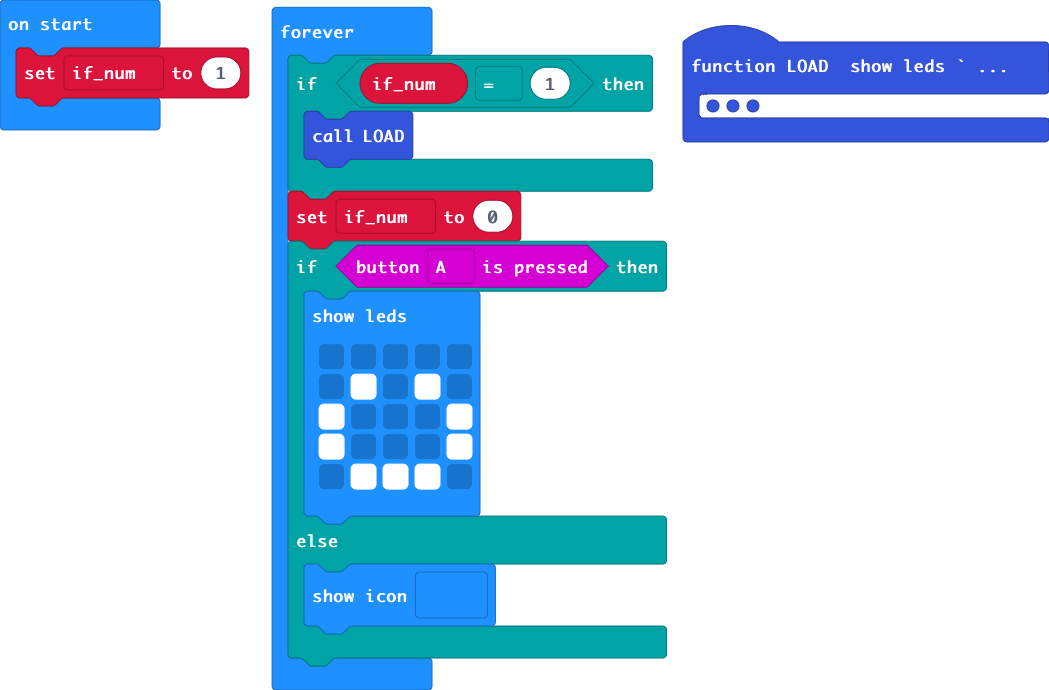 on start
set if_num to 1
forever
if if_num = 1 then
call LOAD
set if_num to 0
if button A is pressed then
show leds
else
show icon
function LOAD show leds ` ...